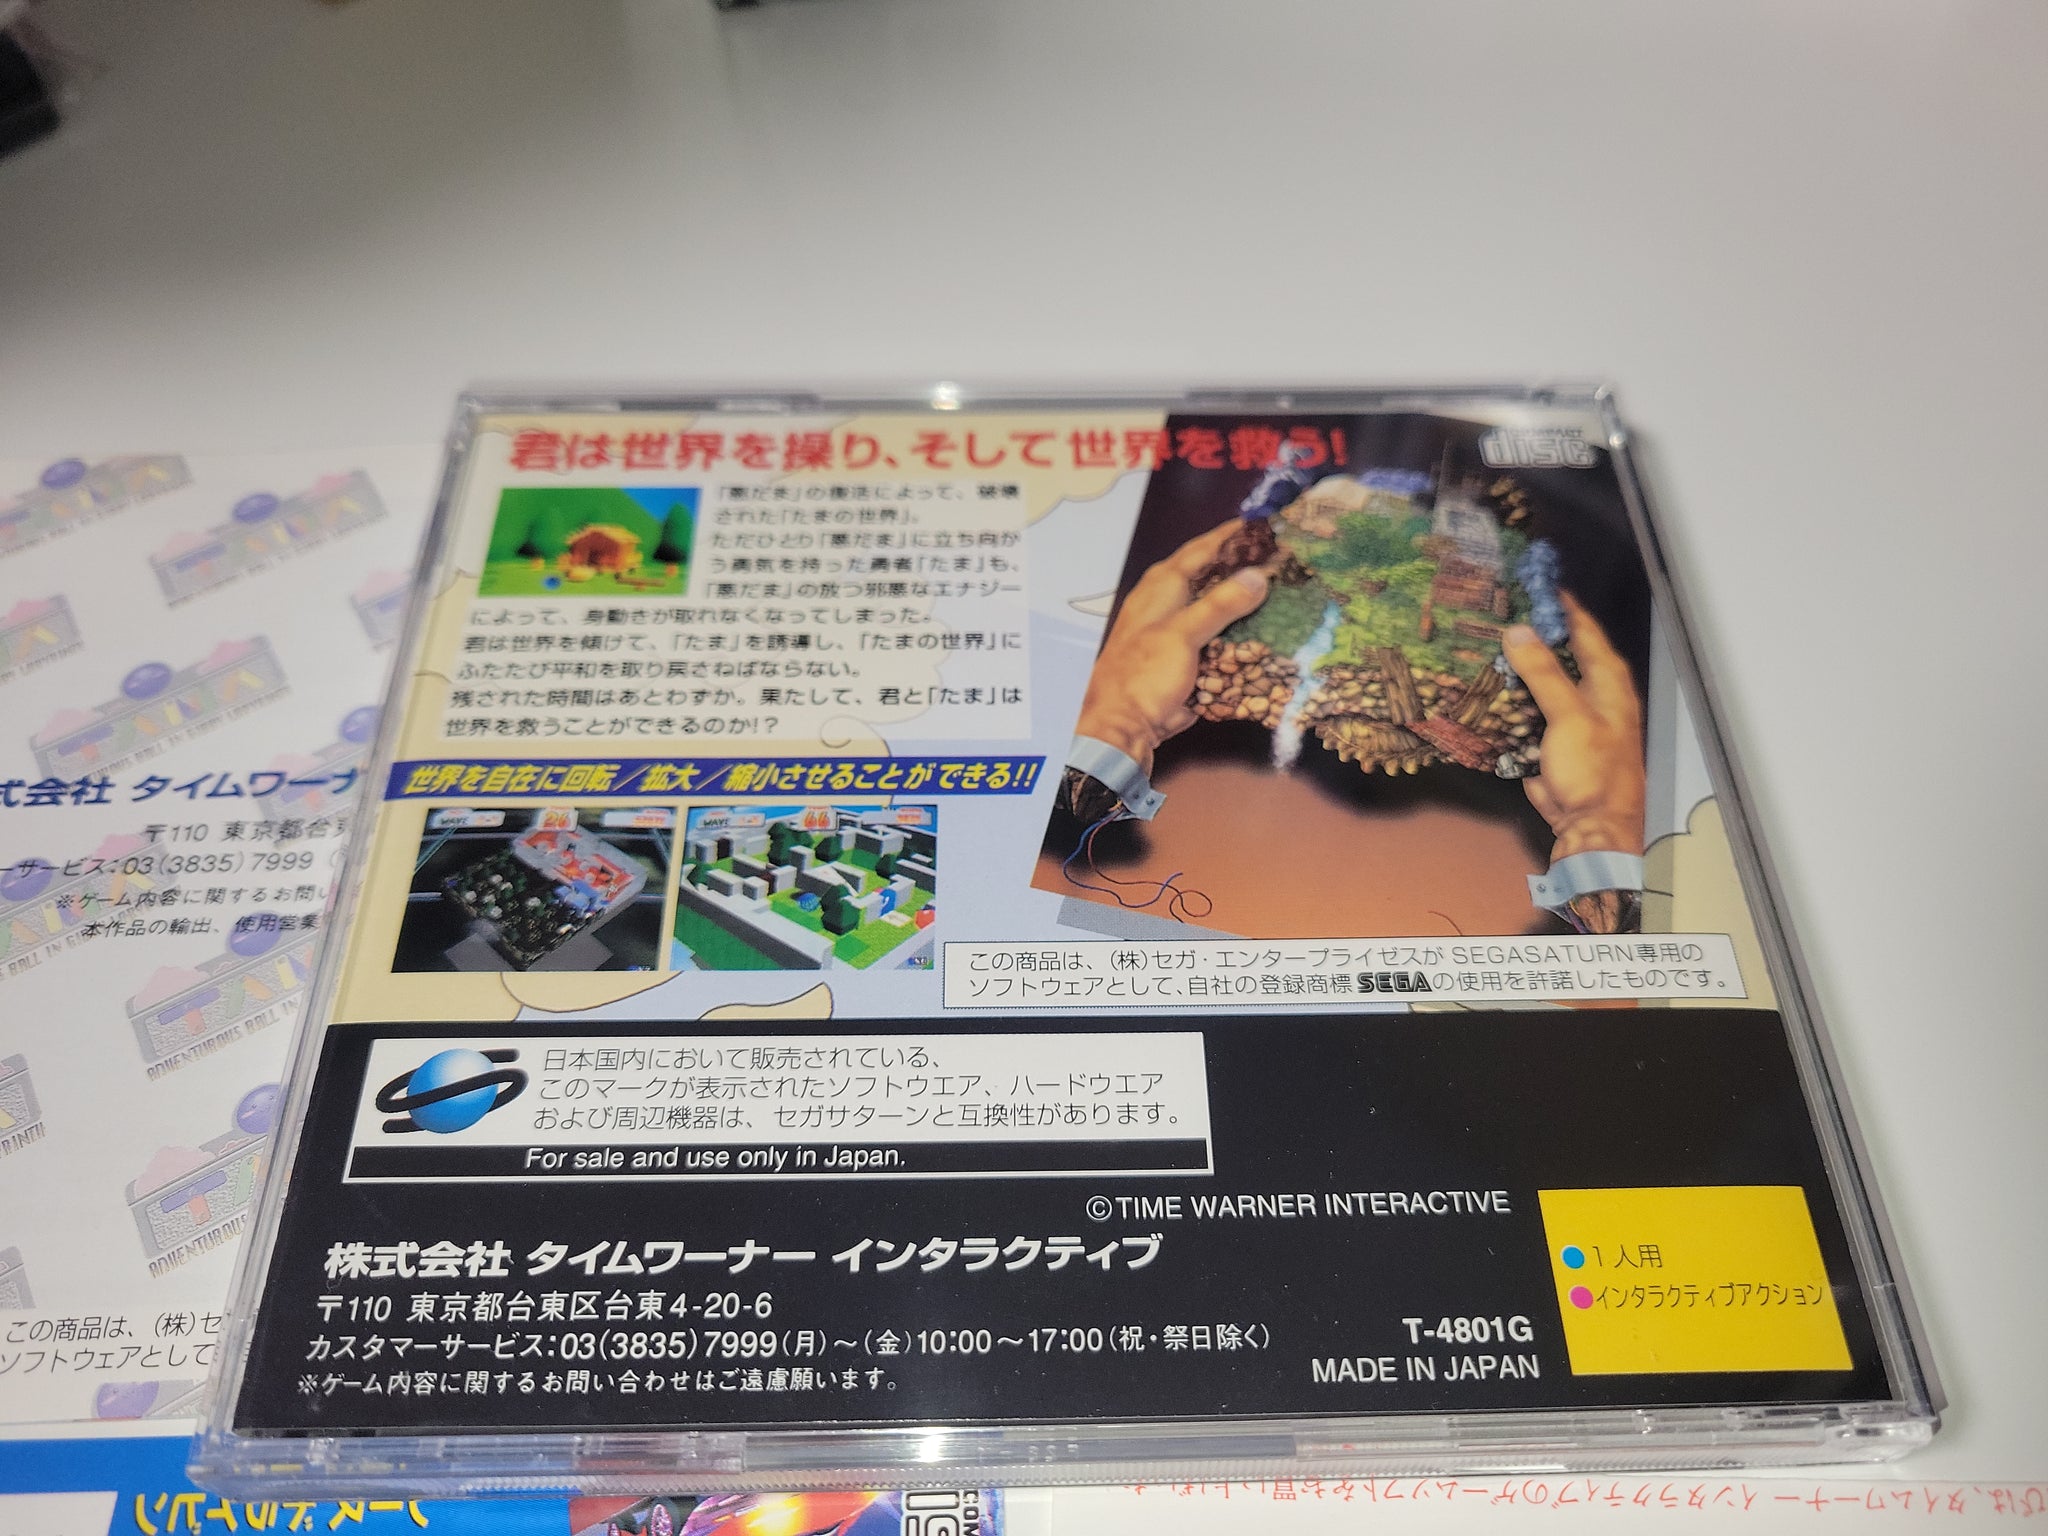 君は世界を操り、そして世界を救う!
COMPACT
disc
「悪だま」の復活によって、破壊
された「たまの世界」。
ただひとり「悪だま」に立ち向か
う勇気を持った勇者「たま」も、
「悪だま」の放つ邪悪なエナジー
によって、身動きが取れなくなってしまった。
君は世界を傾けて、「たま」を誘導し、「たまの世界」に
ふたたび平和を取り戻さねばならない。
残された時間はあとわずか。果たして、君と「たま」は
世界を救うことができるのか!?
世界を自在に回転／拡大／縮小させることができる!!
WAVE
26
WAVE
66
この商品は、(株)セガ・エンタープライゼスが SEGASATURN専用の
ソフトウェアとして、自社の登録商標 SEGA の使用を許諾したものです。
日本国内において販売されている、
このマークが表示されたソフトウエア、ハードウエア
および周辺機器は、セガサターンと互換性があります。
For sale and use only in Japan.
©TIME WARNER INTERACTIVE
株式会社 タイムワーナー インタラクティブ
〒110 東京都台東区台東4-20-6
カスタマーサービス:03(3835)7999(月)〜(金)10:00〜17:00(祝・祭日除く)
※ゲーム内容に関するお問い合わせはご遠慮願います。
T-4801G
MADE IN JAPAN
●1人用
●インタラクティブアクション
式会社 タイムワーナ
〒110 東京都台東
ーサービス:03(3835)7999
※ゲーム内容に関するお問い
本作品の輸出、使用営業
TAMA
ADVENTUROUS BALL IN GIDDY LABYRINTH
この商品は、(株)セ
ソフトウェアとして